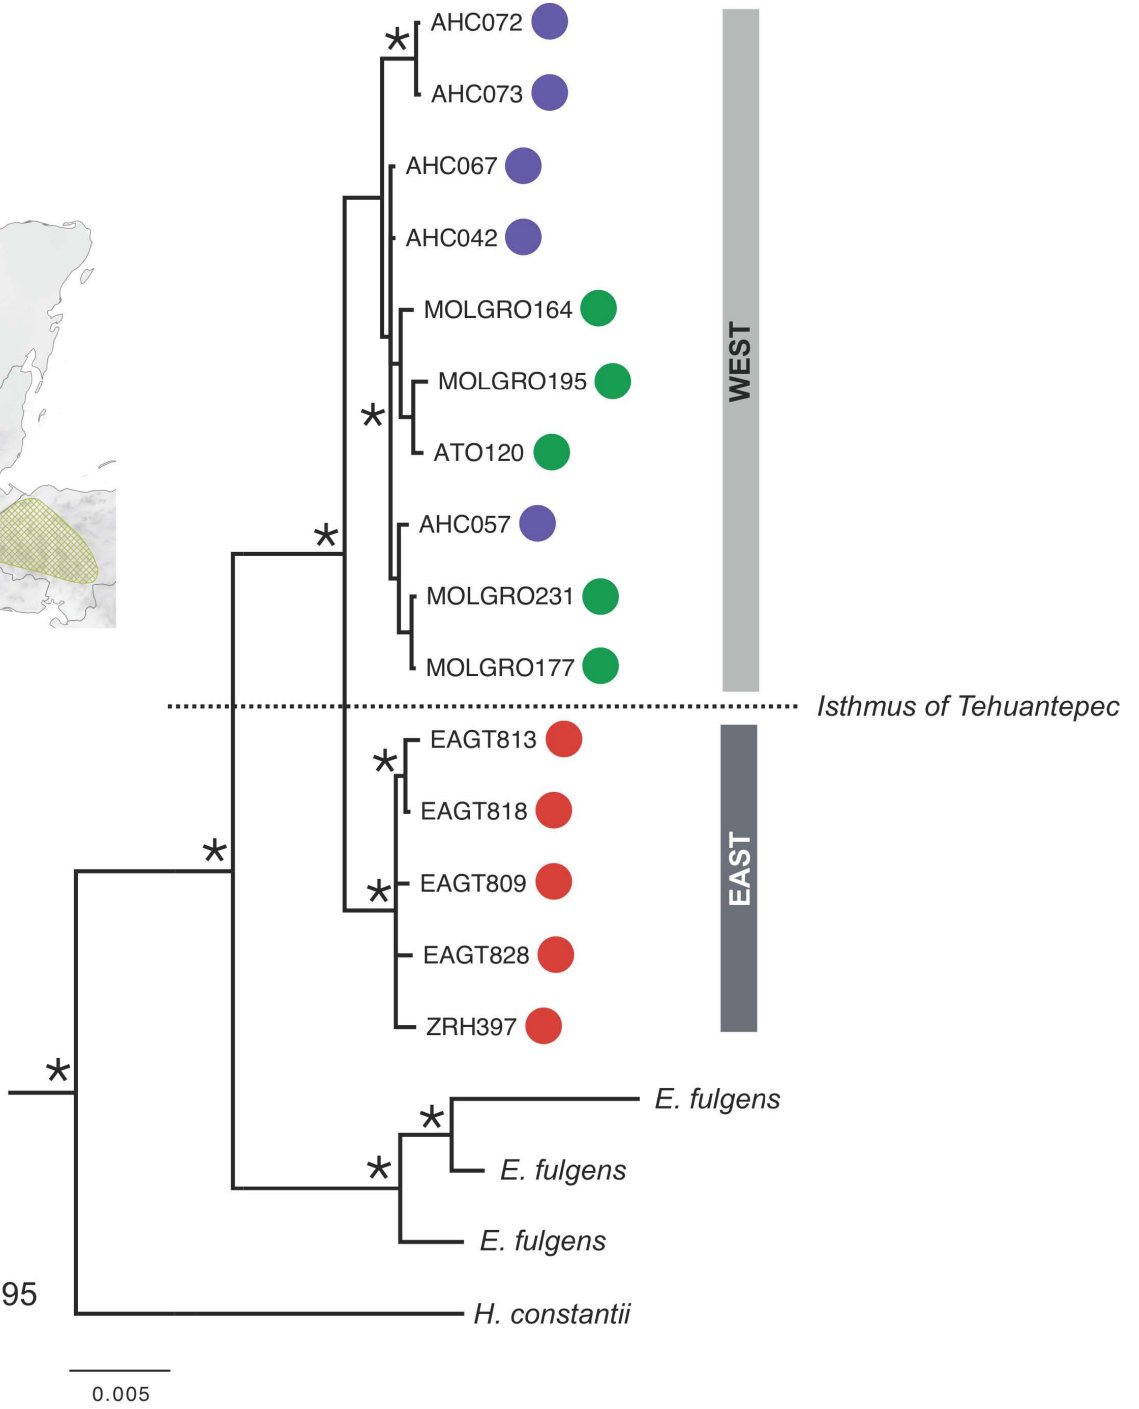 AHC072
*
AHC073
AHC067
AHC042
MOLGRO164
WEST
MOLGRO195
*
ATO120
AHC057
*
MOLGRO231
MOLGRO177
Isthmus of Tehuantepec
EAGT813
*
EAGT818
*
EAST
EAGT809
*
EAGT828
ZRH397
*
E. fulgens
*
*
E. fulgens
E. fulgens
95
H. constantii
0.005